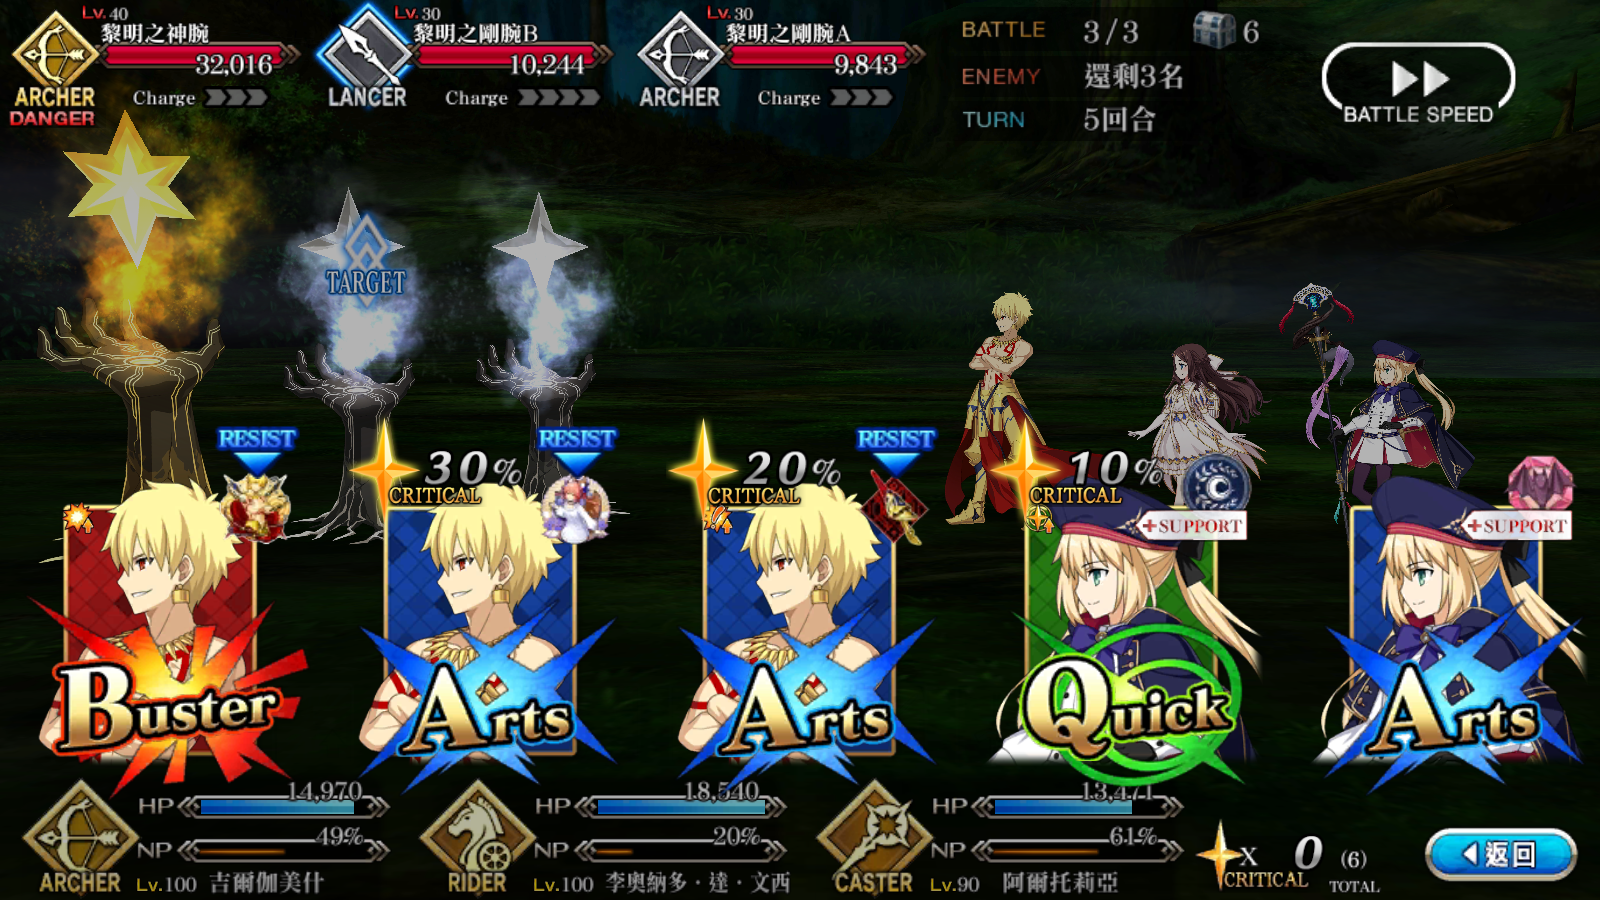 Lv.40
黎明之神腕
32,016
ARCHER
Charge
DANGER
Lv.30
黎明之剛腕B
10,244
LANCER
Charge
Lv.30
黎明之剛腕A
9,843
ARCHER
Charge
BATTLE 3/3 6
ENEMY 還剩3名
TURN 5回合
BATTLE SPEED
TARGET
RESIST
RESIST
RESIST
30%
CRITICAL
20%
CRITICAL
10%
CRITICAL
+SUPPORT
+SUPPORT
Buster
Arts
Arts
Quick
Arts
HP 14,970
NP 49%
ARCHER
Lv.100 吉爾伽美什
HP 18,540
NP 20%
RIDER
Lv.100 李奧納多・達・文西
HP 13,471
NP 61%
CASTER
Lv.90 阿爾托莉亞
X 0 (6)
CRITICAL TOTAL
返回